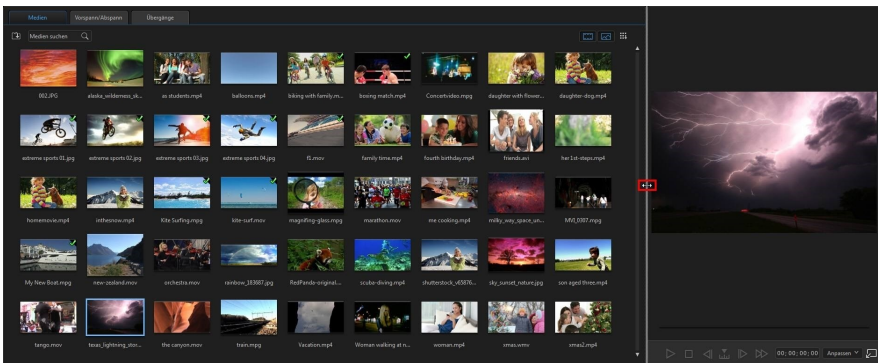 Medien Vorspann/Abspann Übergänge
Medien suchen
002.JPG alaska_wilderness_sk... as students.mp4 balloons.mp4 biking with family.m... boxing match.mp4 Concertvideo.mpg daughter with flower... daughter-dog.mp4
extreme sports 01.jpg extreme sports 02.jpg extreme sports 03.jpg extreme sports 04.jpg f1.mov family time.mp4 fourth birthday.mp4 friends.avi her 1st-steps.mp4
homemovie.mp4 inthesnow.mp4 Kite Surfing.mpg kite-surf.mov magnifing-glass.mpg marathon.mov me cooking.mp4 milky_way_space_un... MVI_0307.mpg
My New Boat.mpg new-zealand.mov orchestra.mov rainbow_183687.jpg RedPanda-original... scuba-diving.mp4 shutterstock_v65876... sky_sunset_nature.jpg son aged three.mp4
tango.mov texas_lightning_stor... the canyon.mov train.mpg Vacation.mp4 Woman walking at n... woman.mp4 xmas.wmv xmas2.mp4
00; 00; 00; 00 Anpassen